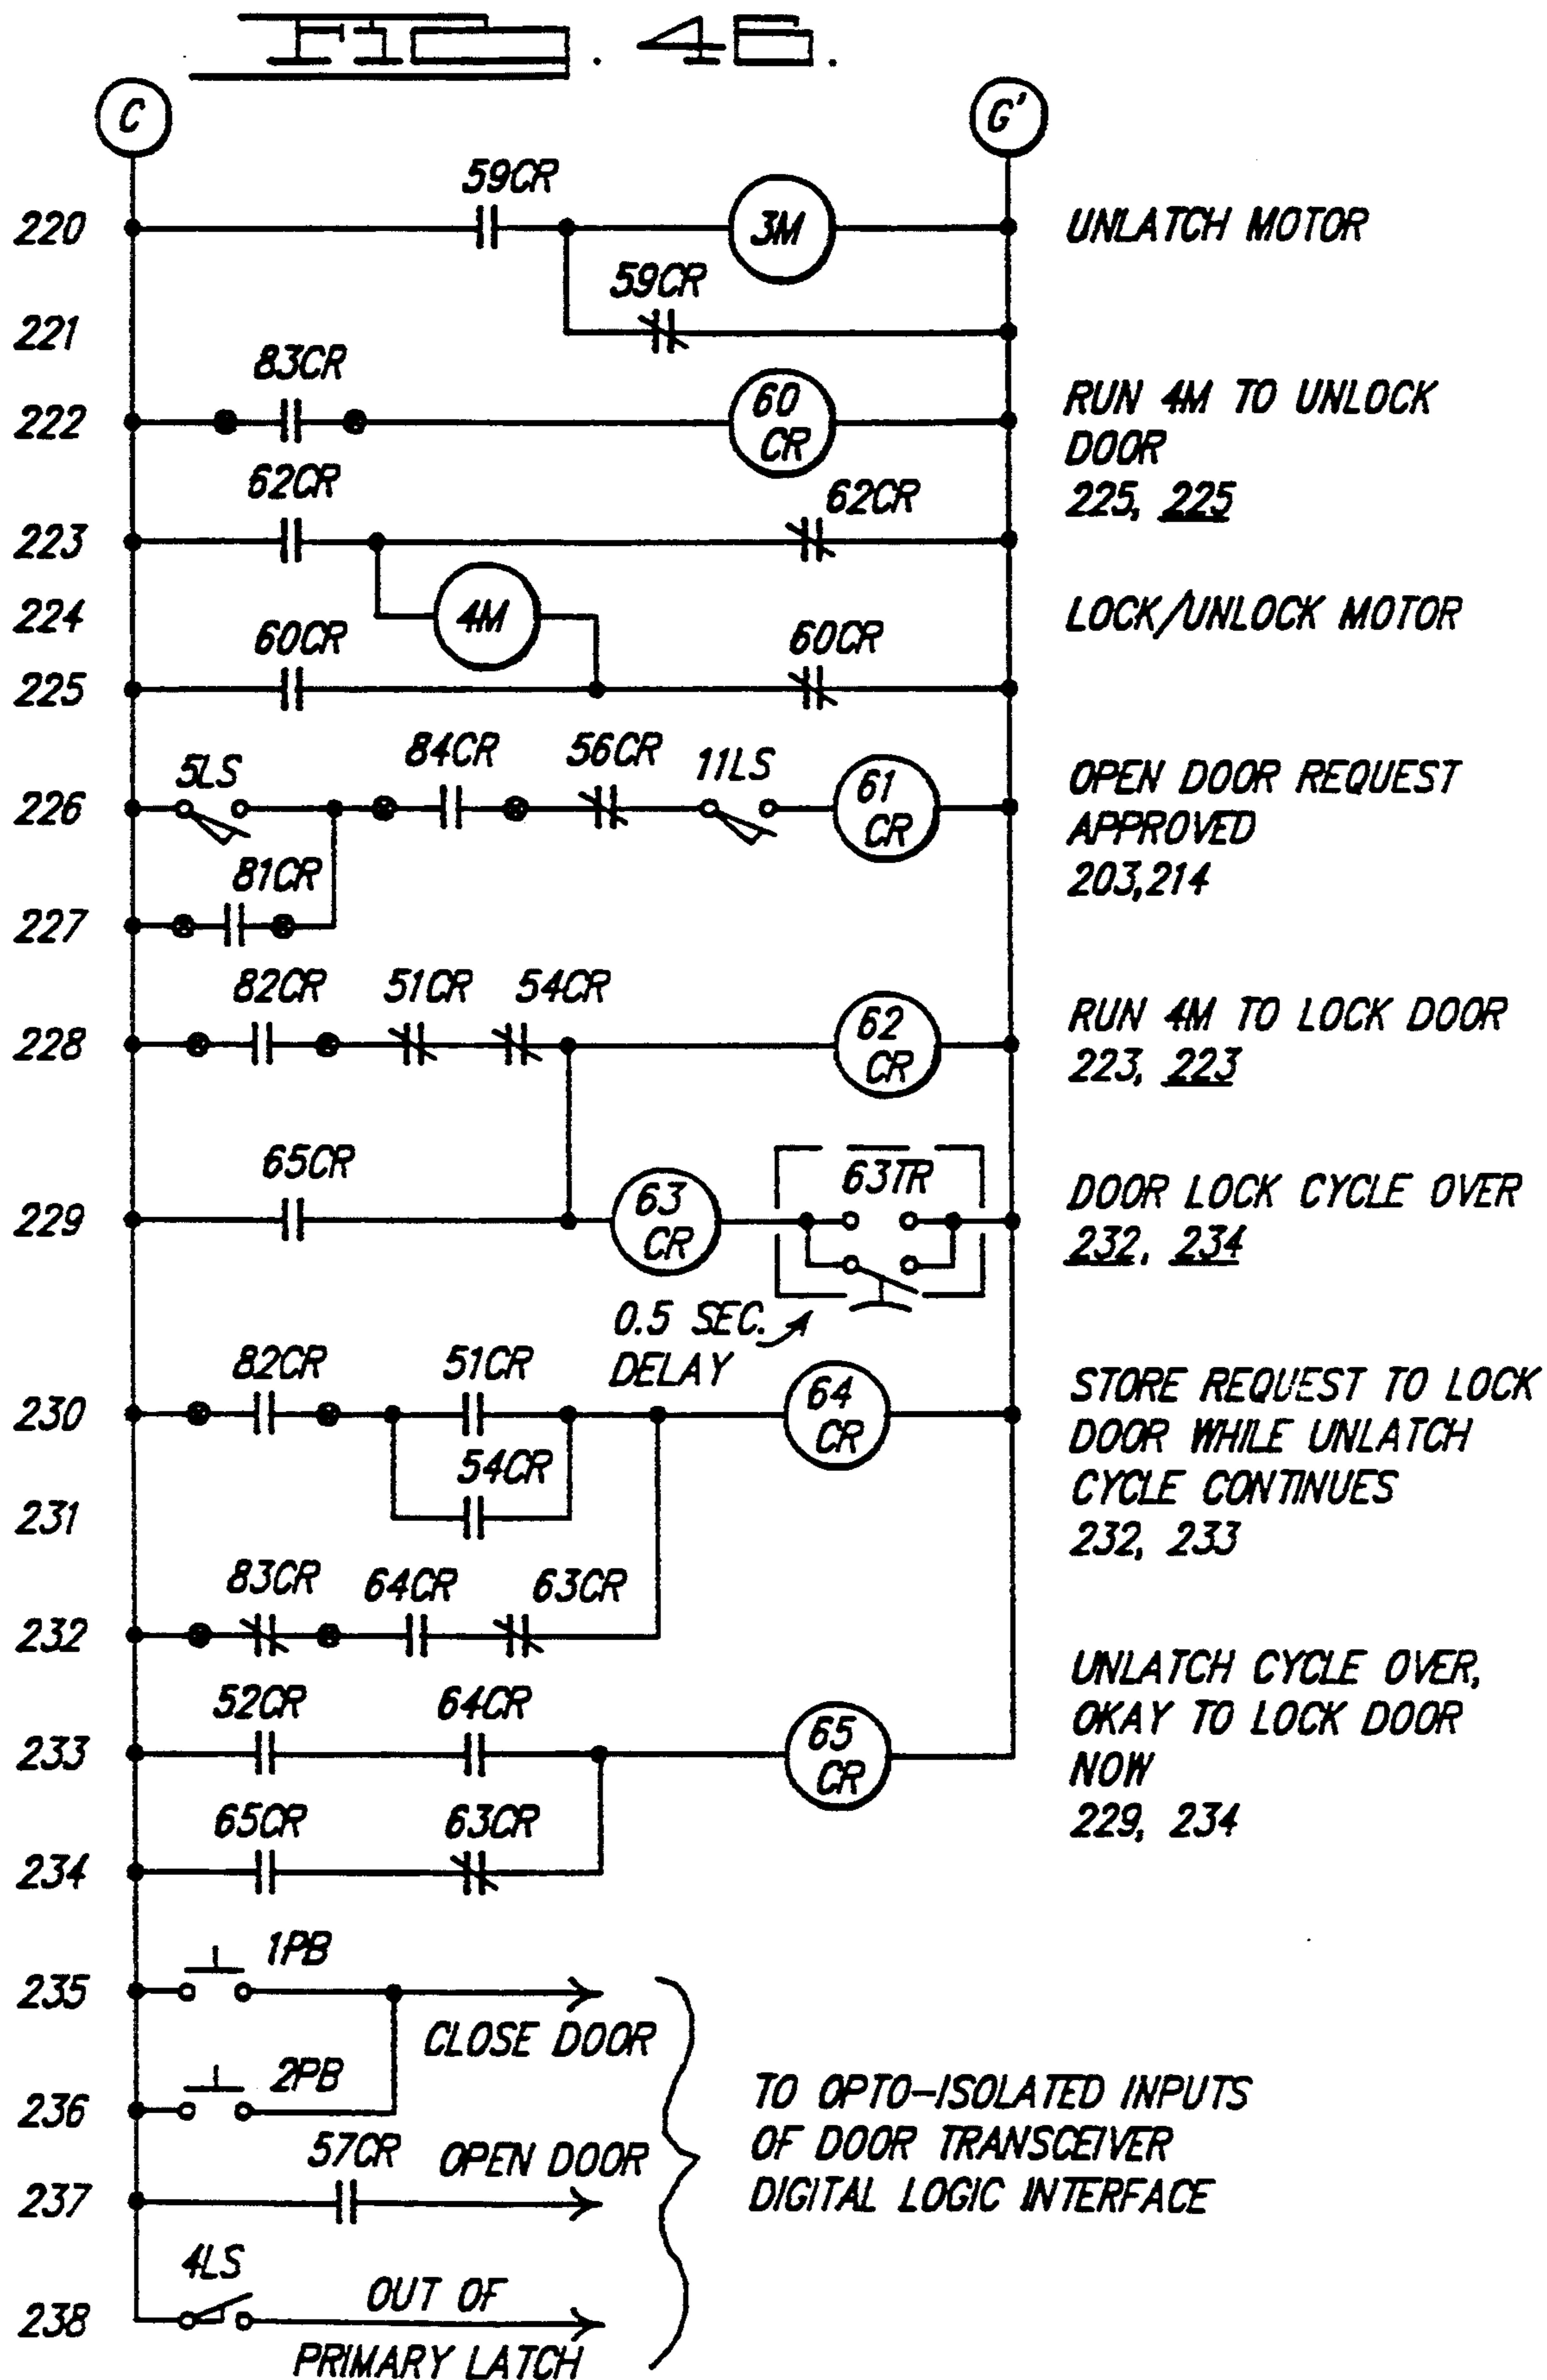 FIG. 4B.
C
G'
59CR
220
3M
UNLATCH MOTOR
59CR
221
83CR
222
60
CR
RUN 4M TO UNLOCK
DOOR
225, 225
62CR
62CR
223
224
4M
LOCK/UNLOCK MOTOR
60CR
60CR
225
5LS
84CR
56CR
11LS
226
61
CR
OPEN DOOR REQUEST
APPROVED
203,214
81CR
227
82CR
51CR
54CR
228
62
CR
RUN 4M TO LOCK DOOR
223, 223
65CR
229
63
CR
63TR
DOOR LOCK CYCLE OVER
232, 234
0.5 SEC.
DELAY
82CR
51CR
230
64
CR
STORE REQUEST TO LOCK
DOOR WHILE UNLATCH
CYCLE CONTINUES
232, 233
54CR
231
83CR
64CR
63CR
232
52CR
64CR
233
65
CR
UNLATCH CYCLE OVER,
OKAY TO LOCK DOOR
NOW
229, 234
65CR
63CR
234
1PB
235
CLOSE DOOR
2PB
236
57CR
OPEN DOOR
237
TO OPTO-ISOLATED INPUTS
OF DOOR TRANSCEIVER
DIGITAL LOGIC INTERFACE
4LS
238
OUT OF
PRIMARY LATCH